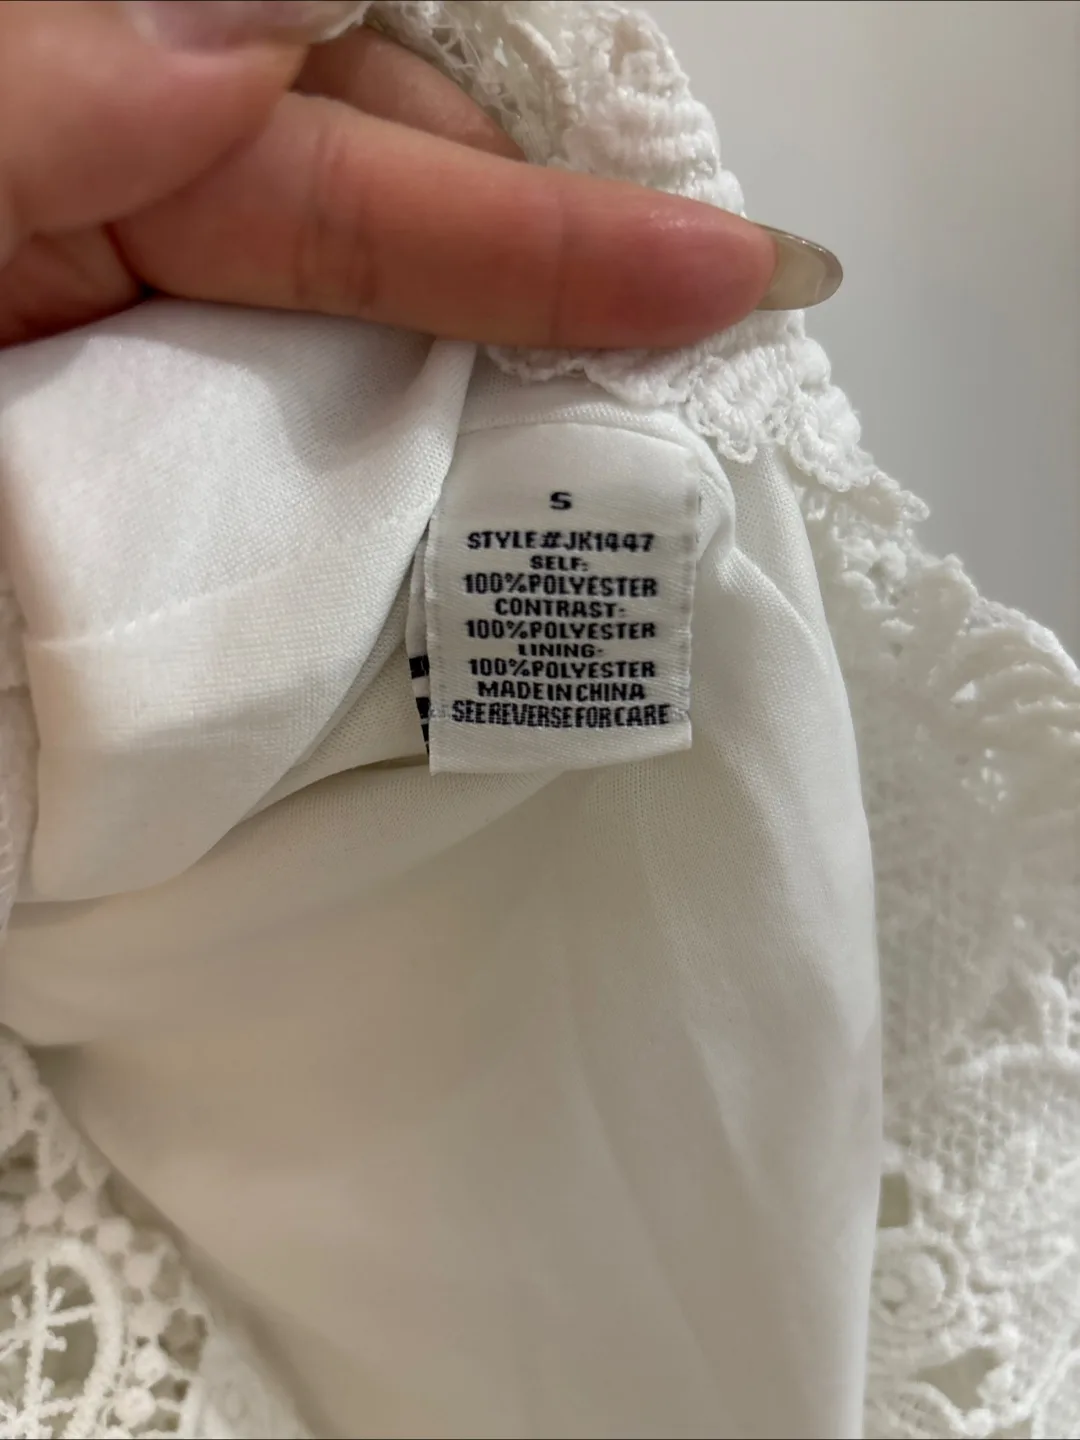 S
STYLE#JK1447
SELF:
100%POLYESTER
CONTRAST:
100%POLYESTER
LINING:
100%POLYESTER
MADE IN CHINA
SEE REVERSE FOR CARE